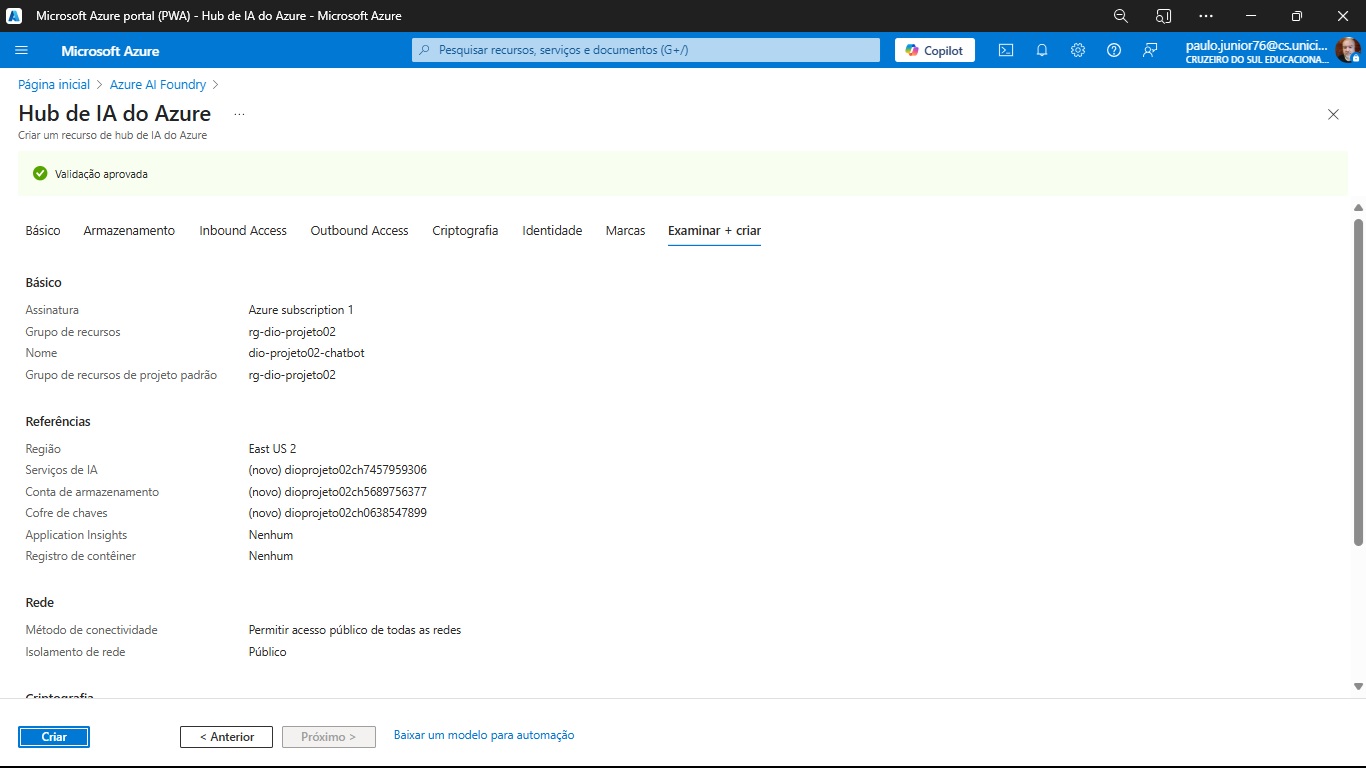 Microsoft Azure portal (PWA) - Hub de IA do Azure - Microsoft Azure
Microsoft Azure
Pesquisar recursos, serviços e documentos (G+/)
Copilot
paulo.junior76@cs.unici...
CRUZEIRO DO SUL EDUCACIONA...
Página inicial > Azure AI Foundry >
Hub de IA do Azure ...
Criar um recurso de hub de IA do Azure
Validação aprovada
Básico Armazenamento Inbound Access Outbound Access Criptografia Identidade Marcas Examinar + criar
Básico
Assinatura Azure subscription 1
Grupo de recursos rg-dio-projeto02
Nome dio-projeto02-chatbot
Grupo de recursos de projeto padrão rg-dio-projeto02
Referências
Região East US 2
Serviços de IA (novo) dioprojeto02ch7457959306
Conta de armazenamento (novo) dioprojeto02ch5689756377
Cofre de chaves (novo) dioprojeto02ch0638547899
Application Insights Nenhum
Registro de contêiner Nenhum
Rede
Método de conectividade Permitir acesso público de todas as redes
Isolamento de rede Público
Criptografia
Criar < Anterior Próximo > Baixar um modelo para automação